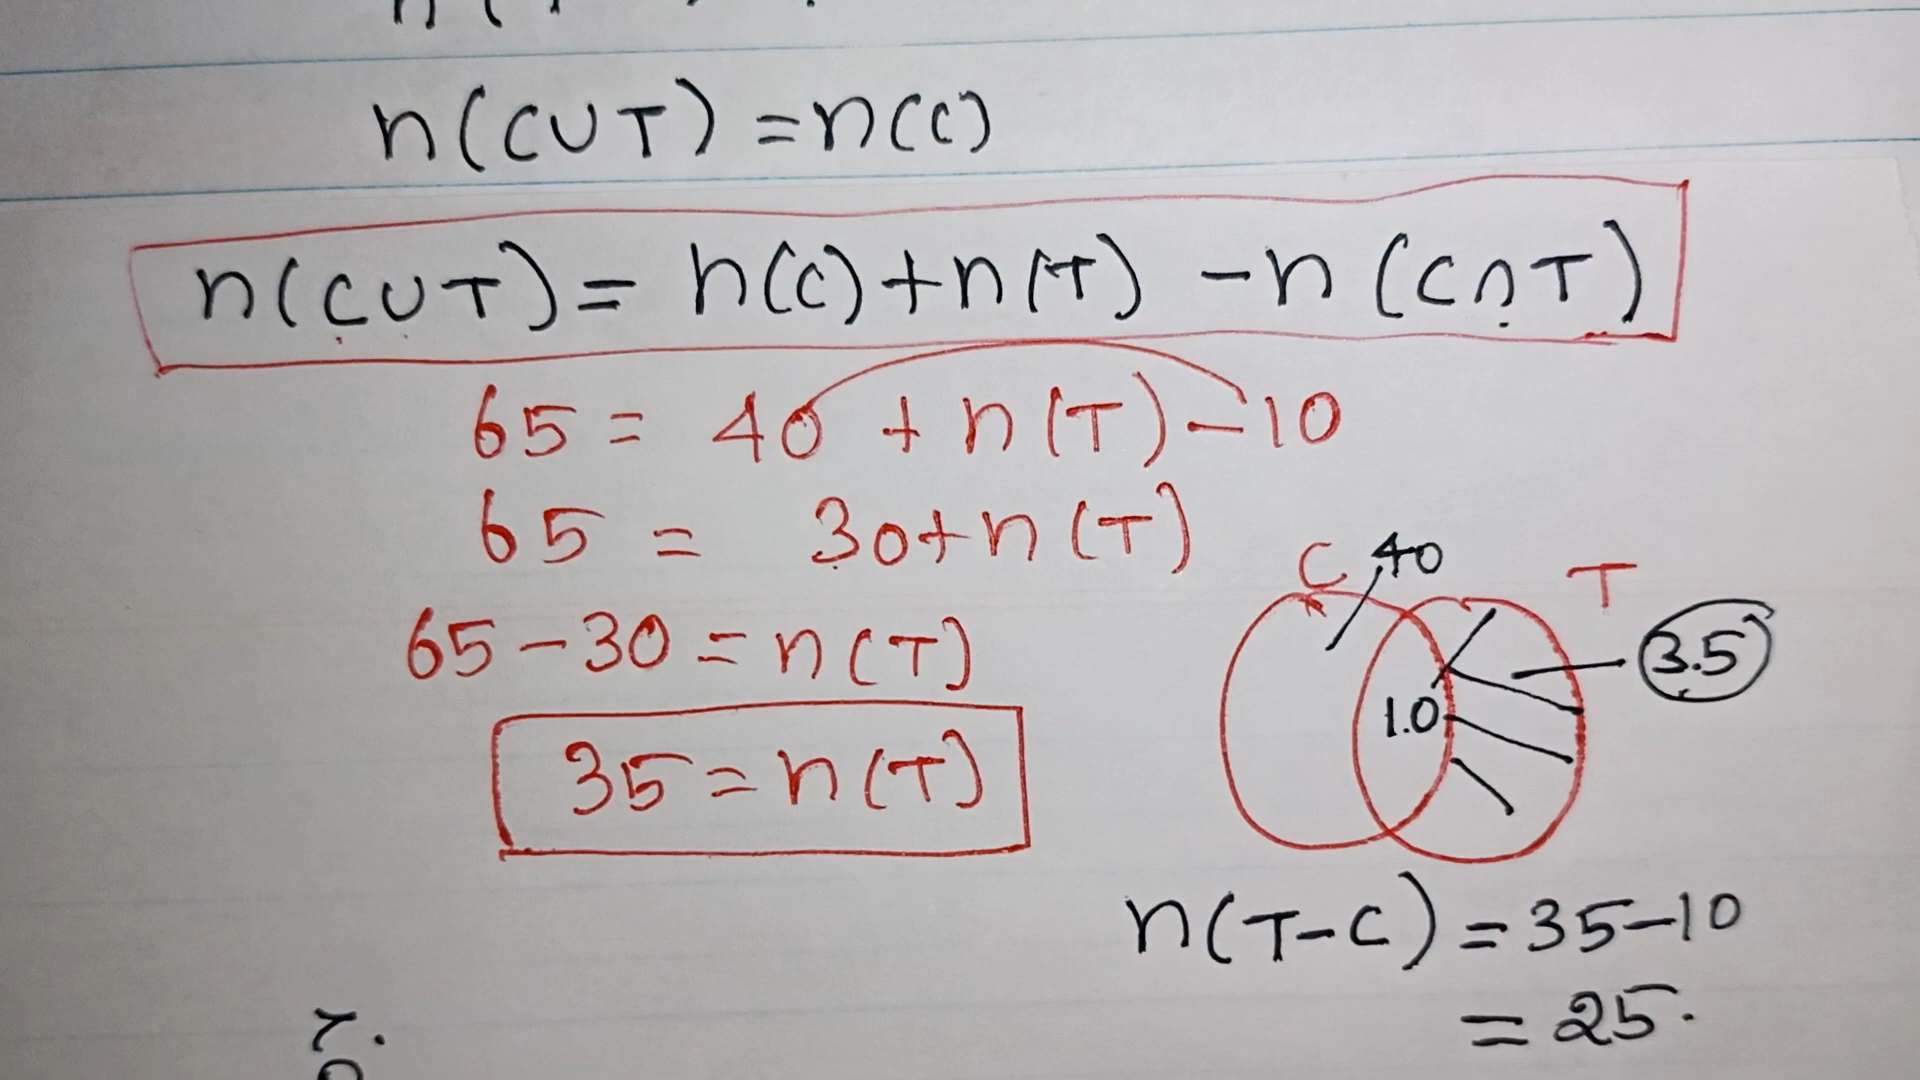 n(C∪T) =n(C)
n(C∪T)= n(C)+n(T) -n (C∩T)
65 = 40 + n(T)-10
65 = 30+n(T)
65-30 = n(T)
35=n(T)
C 40 T
3.5
1.0
n(T-C) = 35-10
= 25.